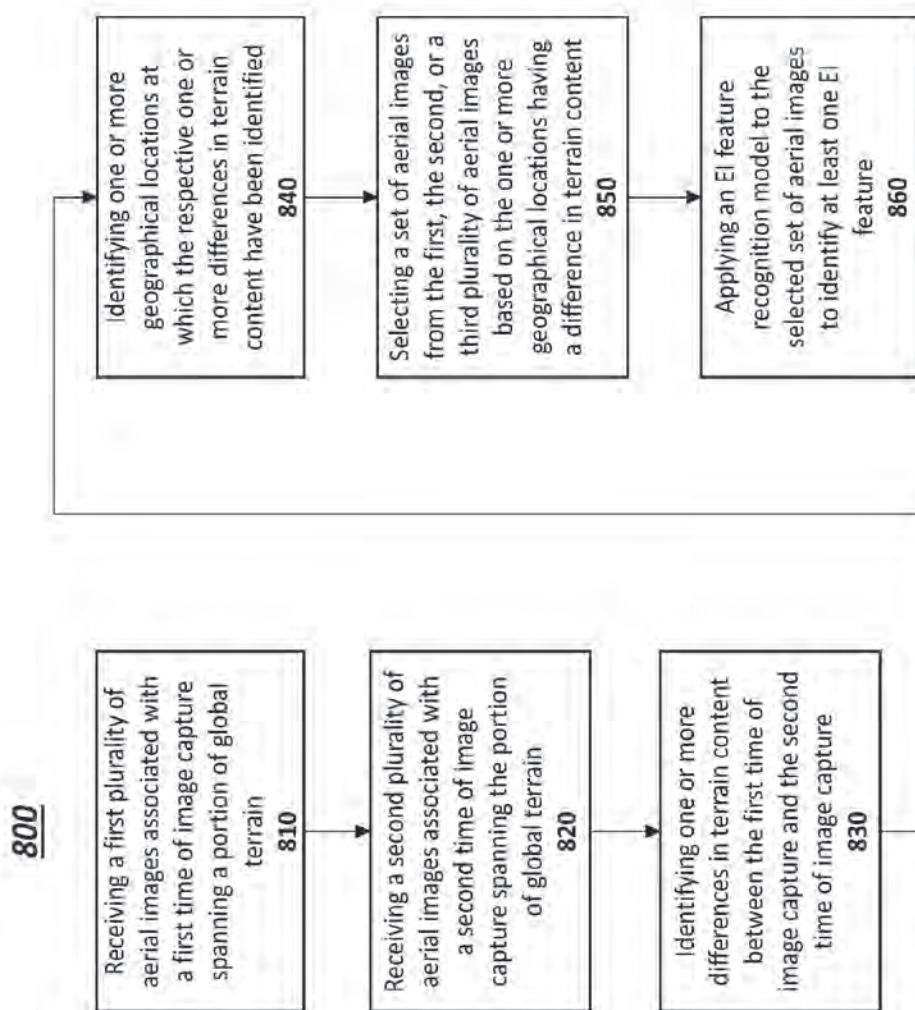 800
Receiving a first plurality of
aerial images associated with
a first time of image capture
spanning a portion of global
terrain
810
Receiving a second plurality of
aerial images associated with
a second time of image
capture spanning the portion
of global terrain
820
Identifying one or more
differences in terrain content
between the first time of
image capture and the second
time of image capture
830
Identifying one or more
geographical locations at
which the respective one or
more differences in terrain
content have been identified
840
Selecting a set of aerial images
from the first, the second, or a
third plurality of aerial images
based on the one or more
geographical locations having
a difference in terrain content
850
Applying an EI feature
recognition model to the
selected set of aerial images
to identify at least one EI
feature
860